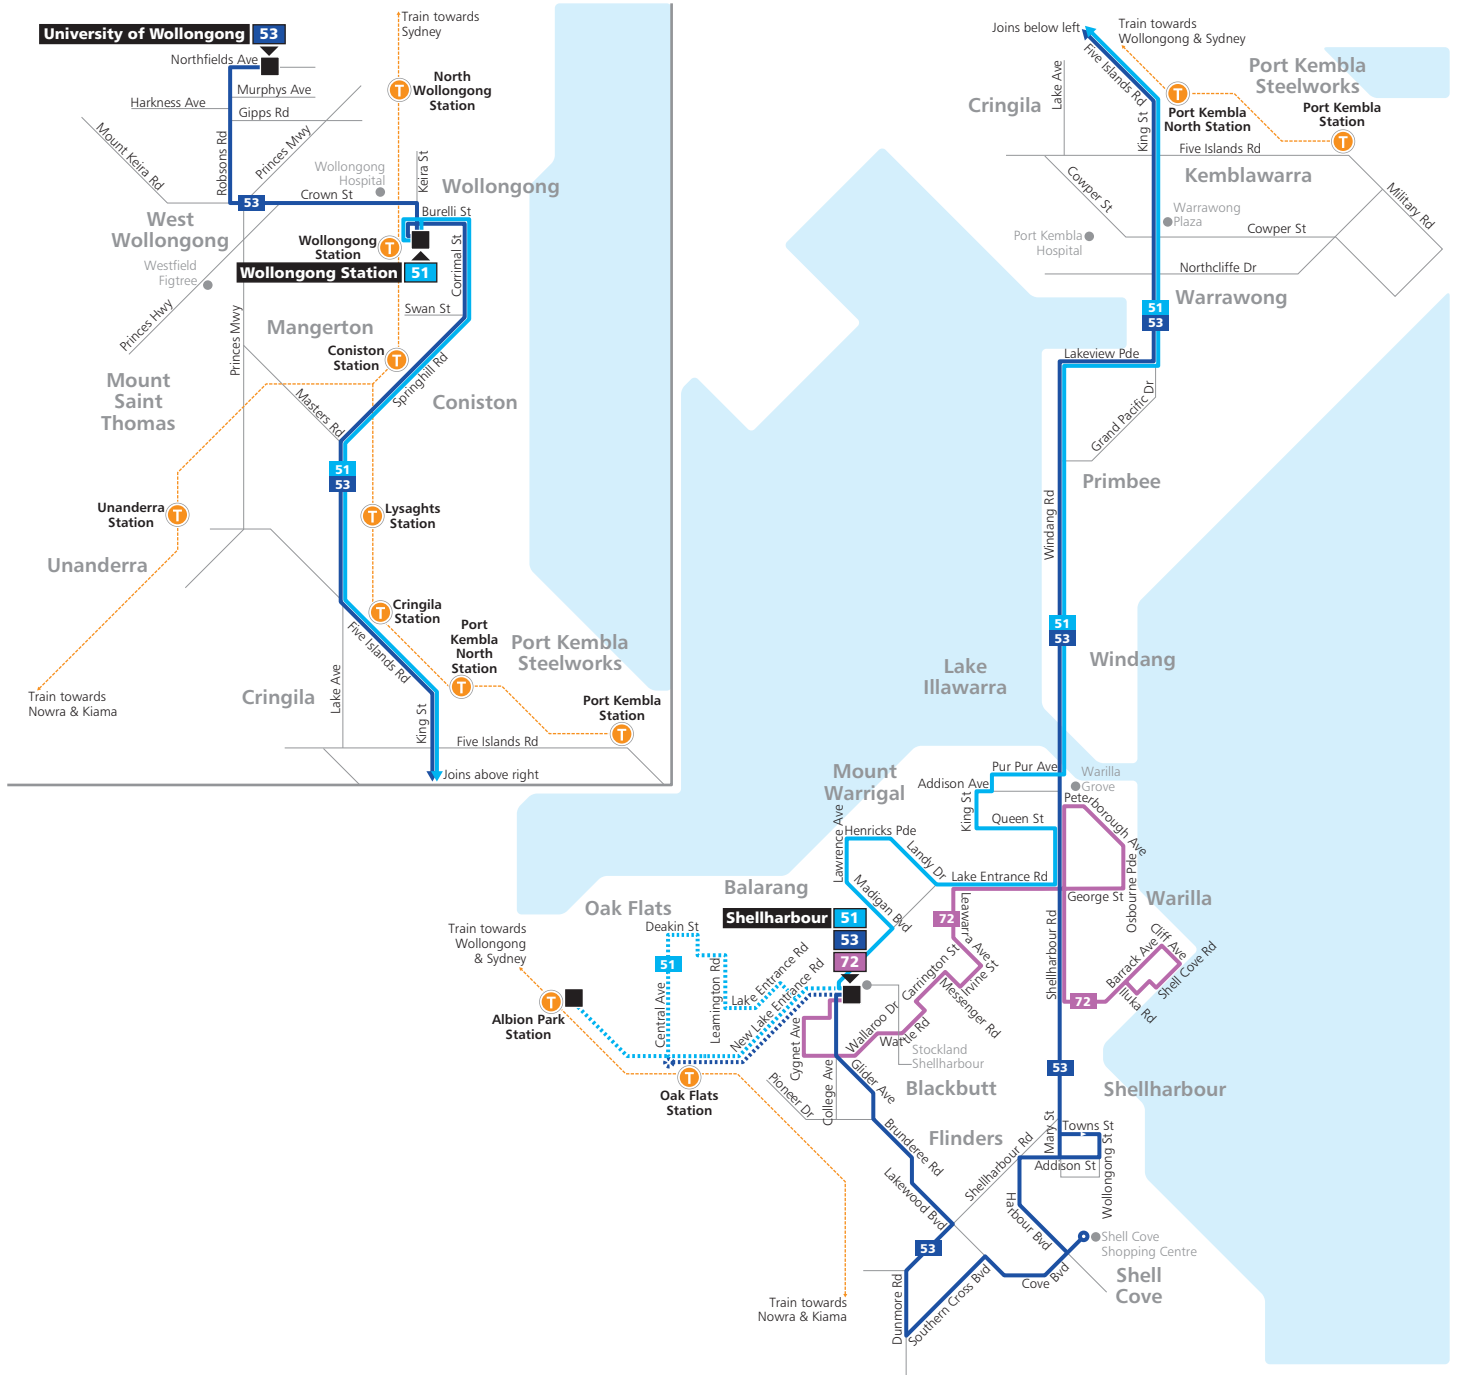 University of Wollongong 53
Northfields Ave
Murphys Ave
Harkness Ave
Gipps Rd
Mount Keira Rd
Robsons Rd
Princes Mwy
Wollongong
Hospital
Crown St
53
Keira St
Train towards
Sydney
North
Wollongong
Station
T
Wollongong
Burelli St
West
Wollongong
Westfield
Figtree
Princes Hwy
Wollongong
Station
T
Wollongong Station 51
Corrimal St
Swan St
Mangerton
Princes Mwy
Coniston
Station
T
Springhill Rd
Mount
Saint
Thomas
Masters Rd
Coniston
51
53
Unanderra
Station
T
Lysaghts
Station
T
Unanderra
Cringila
Station
T
Five Islands Rd
Port
Kembla
North
Station
T
Port Kembla
Steelworks
Train towards
Nowra & Kiama
Cringila
Lake Ave
King St
Port Kembla
Station
T
Five Islands Rd
Joins above right
Joins below left
Train towards
Wollongong & Sydney
Five Islands Rd
Lake Ave
Cringila
King St
T
Port Kembla
North Station
Port Kembla
Steelworks
Port Kembla
Station
T
Five Islands Rd
Kemblawarra
Cowper St
Military Rd
Warrawong
Plaza
Port Kembla
Hospital
Cowper St
Northcliffe Dr
Warrawong
51
53
Lakeview Pde
Grand Pacific Dr
Primbee
Windang Rd
51
53
Windang
Lake
Illawarra
Pur Pur Ave
Addison Ave
King St
Queen St
Warilla
Grove
Peterborough Ave
Mount
Warrigal
Lawrence Ave
Henricks Pde
Landy Dr
Lake Entrance Rd
Madigan Bvd
George St
Osbourne Pde
Warilla
Balarang
Shellharbour 51
53
72
72
Leawarra Ave
Carrington St
Irvine St
Messenger Rd
Shellharbour Rd
Cliff Ave
Barrack Ave
Shell Cove Rd
Illuka Rd
72
Oak Flats
Deakin St
51
Central Ave
Leamington Rd
Lake Entrance Rd
New Lake Entrance Rd
Train towards
Wollongong
& Sydney
T
Albion Park
Station
T
Oak Flats
Station
Cygnet Ave
Wallaroo Dr
Wattle Rd
Stockland
Shellharbour
Blackbutt
Pioneer Dr
College Ave
Glider Ave
53
Shellharbour
Flinders
Brunderee Rd
Lakewood Bvd
Shellharbour Rd
Mary St
Towns St
Addison St
Wollongong St
Harbour Bvd
53
Shell Cove
Shopping Centre
Cove Bvd
Shell
Cove
Dunmore Rd
Southern Cross Bvd
Train towards
Nowra & Kiama